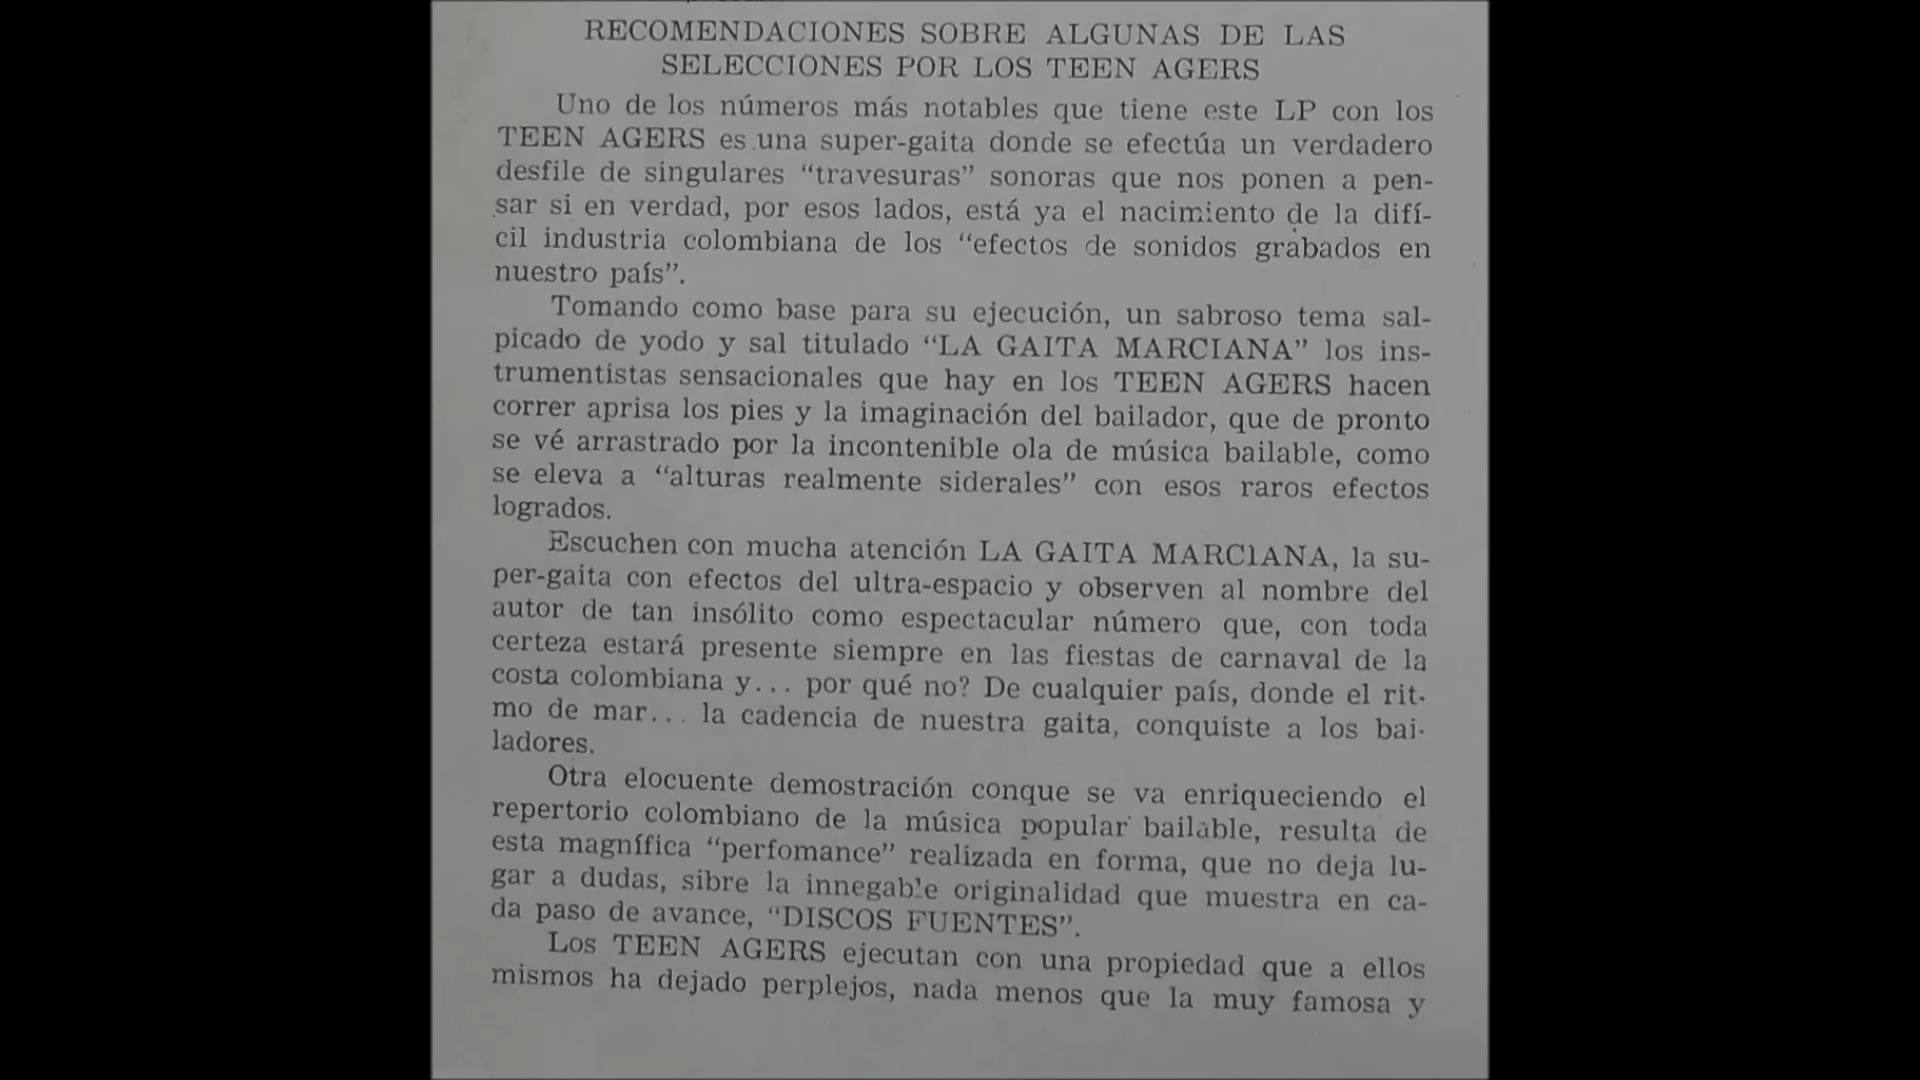 RECOMENDACIONES SOBRE ALGUNAS DE LAS
SELECCIONES POR LOS TEEN AGERS
Uno de los números más notables que tiene este LP con los
TEEN AGERS es una super-gaita donde se efectúa un verdadero
desfile de singulares “travesuras” sonoras que nos ponen a pen-
sar si en verdad, por esos lados, está ya el nacimiento de la difí-
cil industria colombiana de los “efectos de sonidos grabados en
nuestro país”.
Tomando como base para su ejecución, un sabroso tema sal-
picado de yodo y sal titulado “LA GAITA MARCIANA” los ins-
trumentistas sensacionales que hay en los TEEN AGERS hacen
correr aprisa los pies y la imaginación del bailador, que de pronto
se vé arrastrado por la incontenible ola de música bailable, como
se eleva a “alturas realmente siderales” con esos raros efectos
logrados.
Escuchen con mucha atención LA GAITA MARCIANA, la su-
per-gaita con efectos del ultra-espacio y observen al nombre del
autor de tan insólito como espectacular número que, con toda
certeza estará presente siempre en las fiestas de carnaval de la
costa colombiana y... por qué no? De cualquier país, donde el rit-
mo de mar... la cadencia de nuestra gaita, conquiste a los bai-
ladores.
Otra elocuente demostración conque se va enriqueciendo el
repertorio colombiano de la música popular bailable, resulta de
esta magnífica “perfomance” realizada en forma, que no deja lu-
gar a dudas, sibre la innegable originalidad que muestra en ca-
da paso de avance, “DISCOS FUENTES”.
Los TEEN AGERS ejecutan con una propiedad que a ellos
mismos ha dejado perplejos, nada menos que la muy famosa y